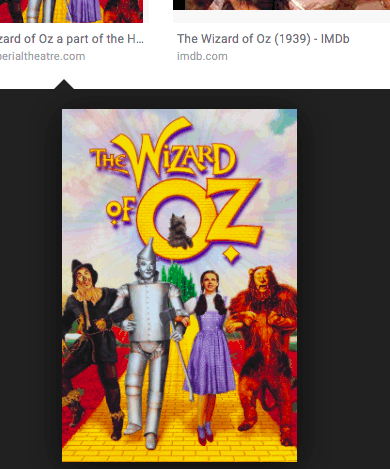 zard of Oz a part of the H...
perialtheatre.com
The Wizard of Oz (1939) - IMDb
imdb.com
THE WIZARD
OF OZ